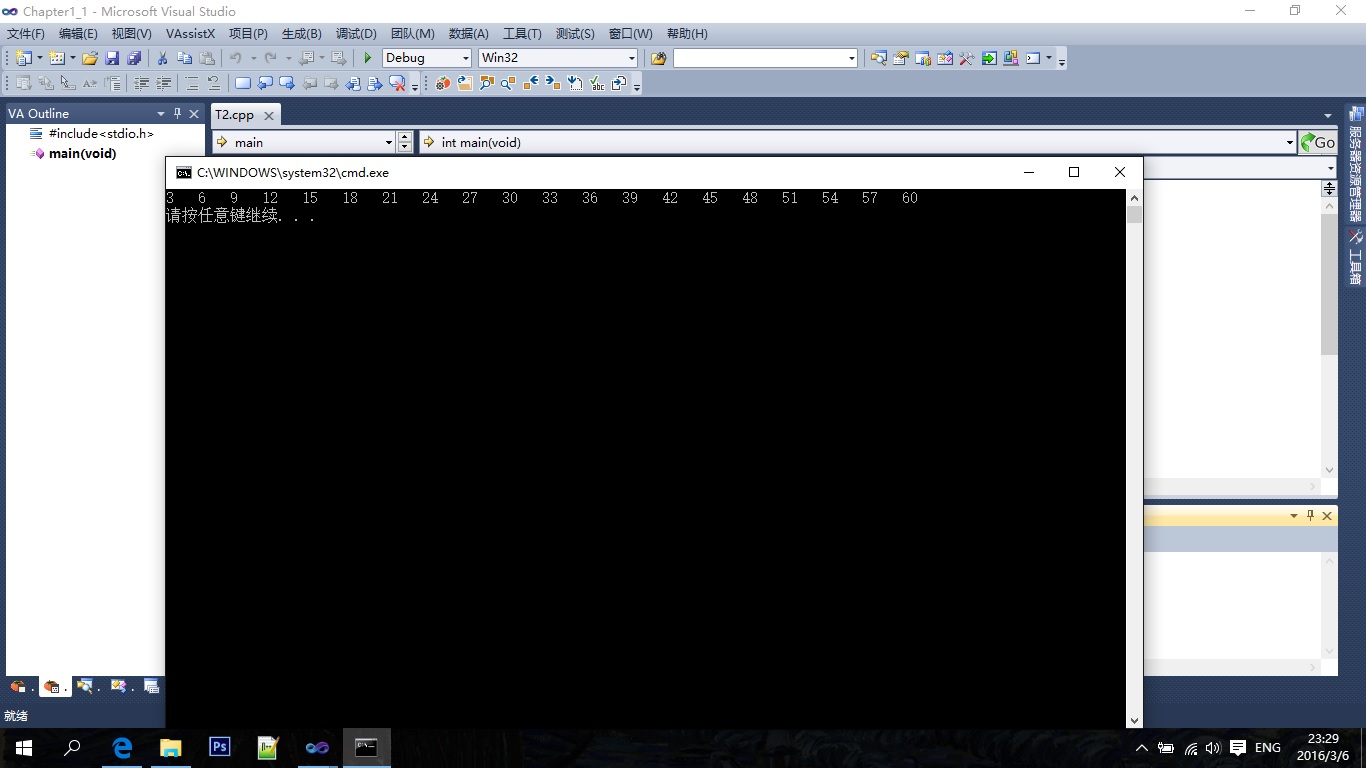 Chapter1_1 - Microsoft Visual Studio
文件(F) 编辑(E) 视图(V) VAssistX 项目(P) 生成(B) 调试(D) 团队(M) 数据(A) 工具(T) 测试(S) 窗口(W) 帮助(H)
Debug Win32
VA Outline
T2.cpp
#include<stdio.h>
main(void)
main
int main(void)
Go
服务器资源管理器
工具箱
C:\WINDOWS\system32\cmd.exe
3 6 9 12 15 18 21 24 27 30 33 36 39 42 45 48 51 54 57 60
请按任意键继续. . .
就绪
Ps
ENG
23:29
2016/3/6